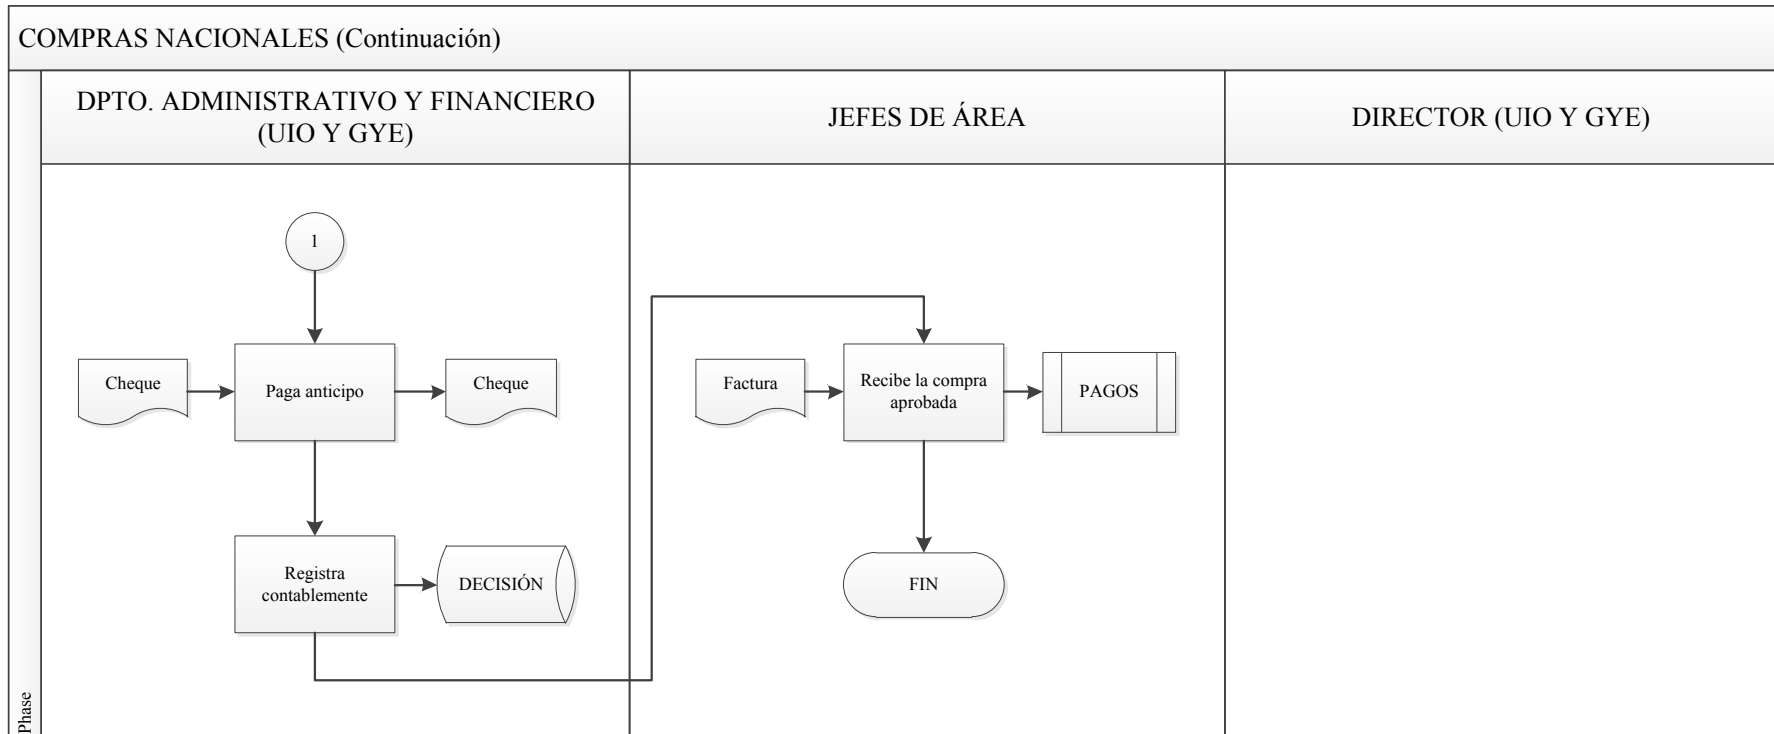 COMPRAS NACIONALES (Continuación)
DPTO. ADMINISTRATIVO Y FINANCIERO
(UIO Y GYE)
JEFES DE ÁREA
DIRECTOR (UIO Y GYE)
1
Cheque
Paga anticipo
Cheque
Factura
Recibe la compra
aprobada
PAGOS
Registra
contablemente
DECISIÓN
FIN
Phase